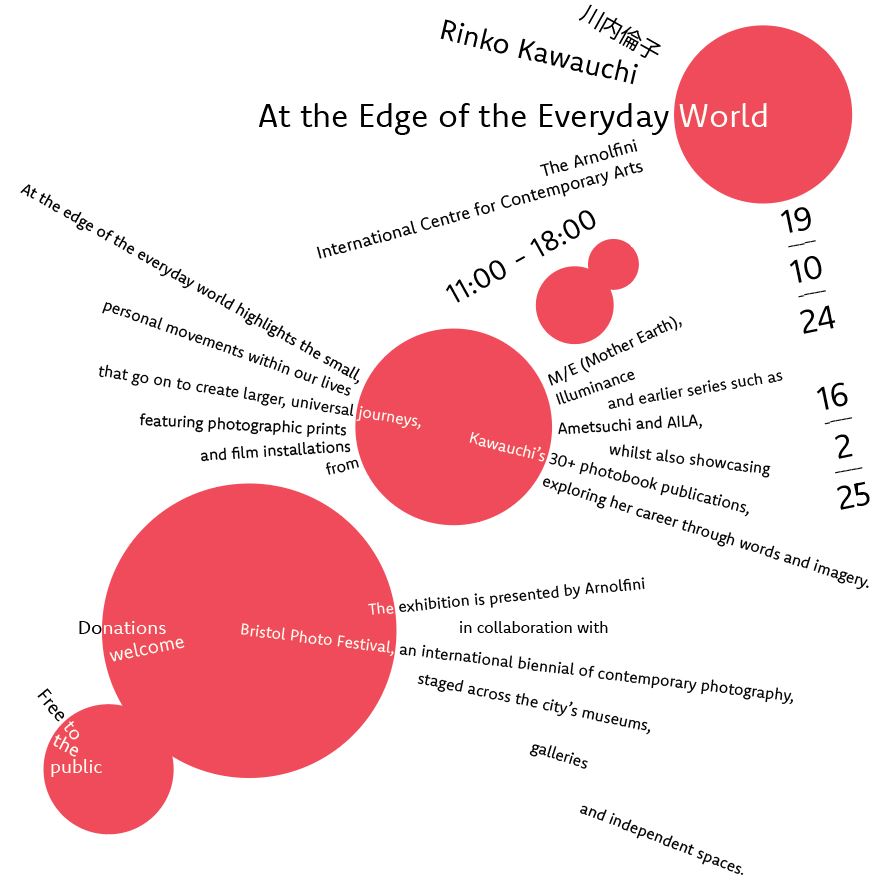 川内倫子
Rinko Kawauchi
At the Edge of the Everyday World
The Arnolfini
International Centre for Contemporary Arts
11:00 - 18:00
19
10
24
16
2
25
At the edge of the everyday world highlights the small,
personal movements within our lives
that go on to create larger, universal journeys,
featuring photographic prints
and film installations
from
Kawauchi’s 30+ photobook publications,
M/E (Mother Earth),
Illuminance
and earlier series such as
Ametsuchi and AILA,
whilst also showcasing
exploring her career through words and imagery.
The exhibition is presented by Arnolfini
in collaboration with
Bristol Photo Festival, an international biennial of contemporary photography,
staged across the city’s museums,
galleries
and independent spaces.
Donations
welcome
Free to
the
public